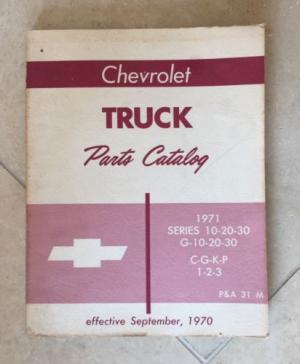 Chevrolet
TRUCK
Parts Catalog
1971
SERIES 10-20-30
G-10-20-30
C-G-K-P
1-2-3
P&A 31 M
effective September, 1970